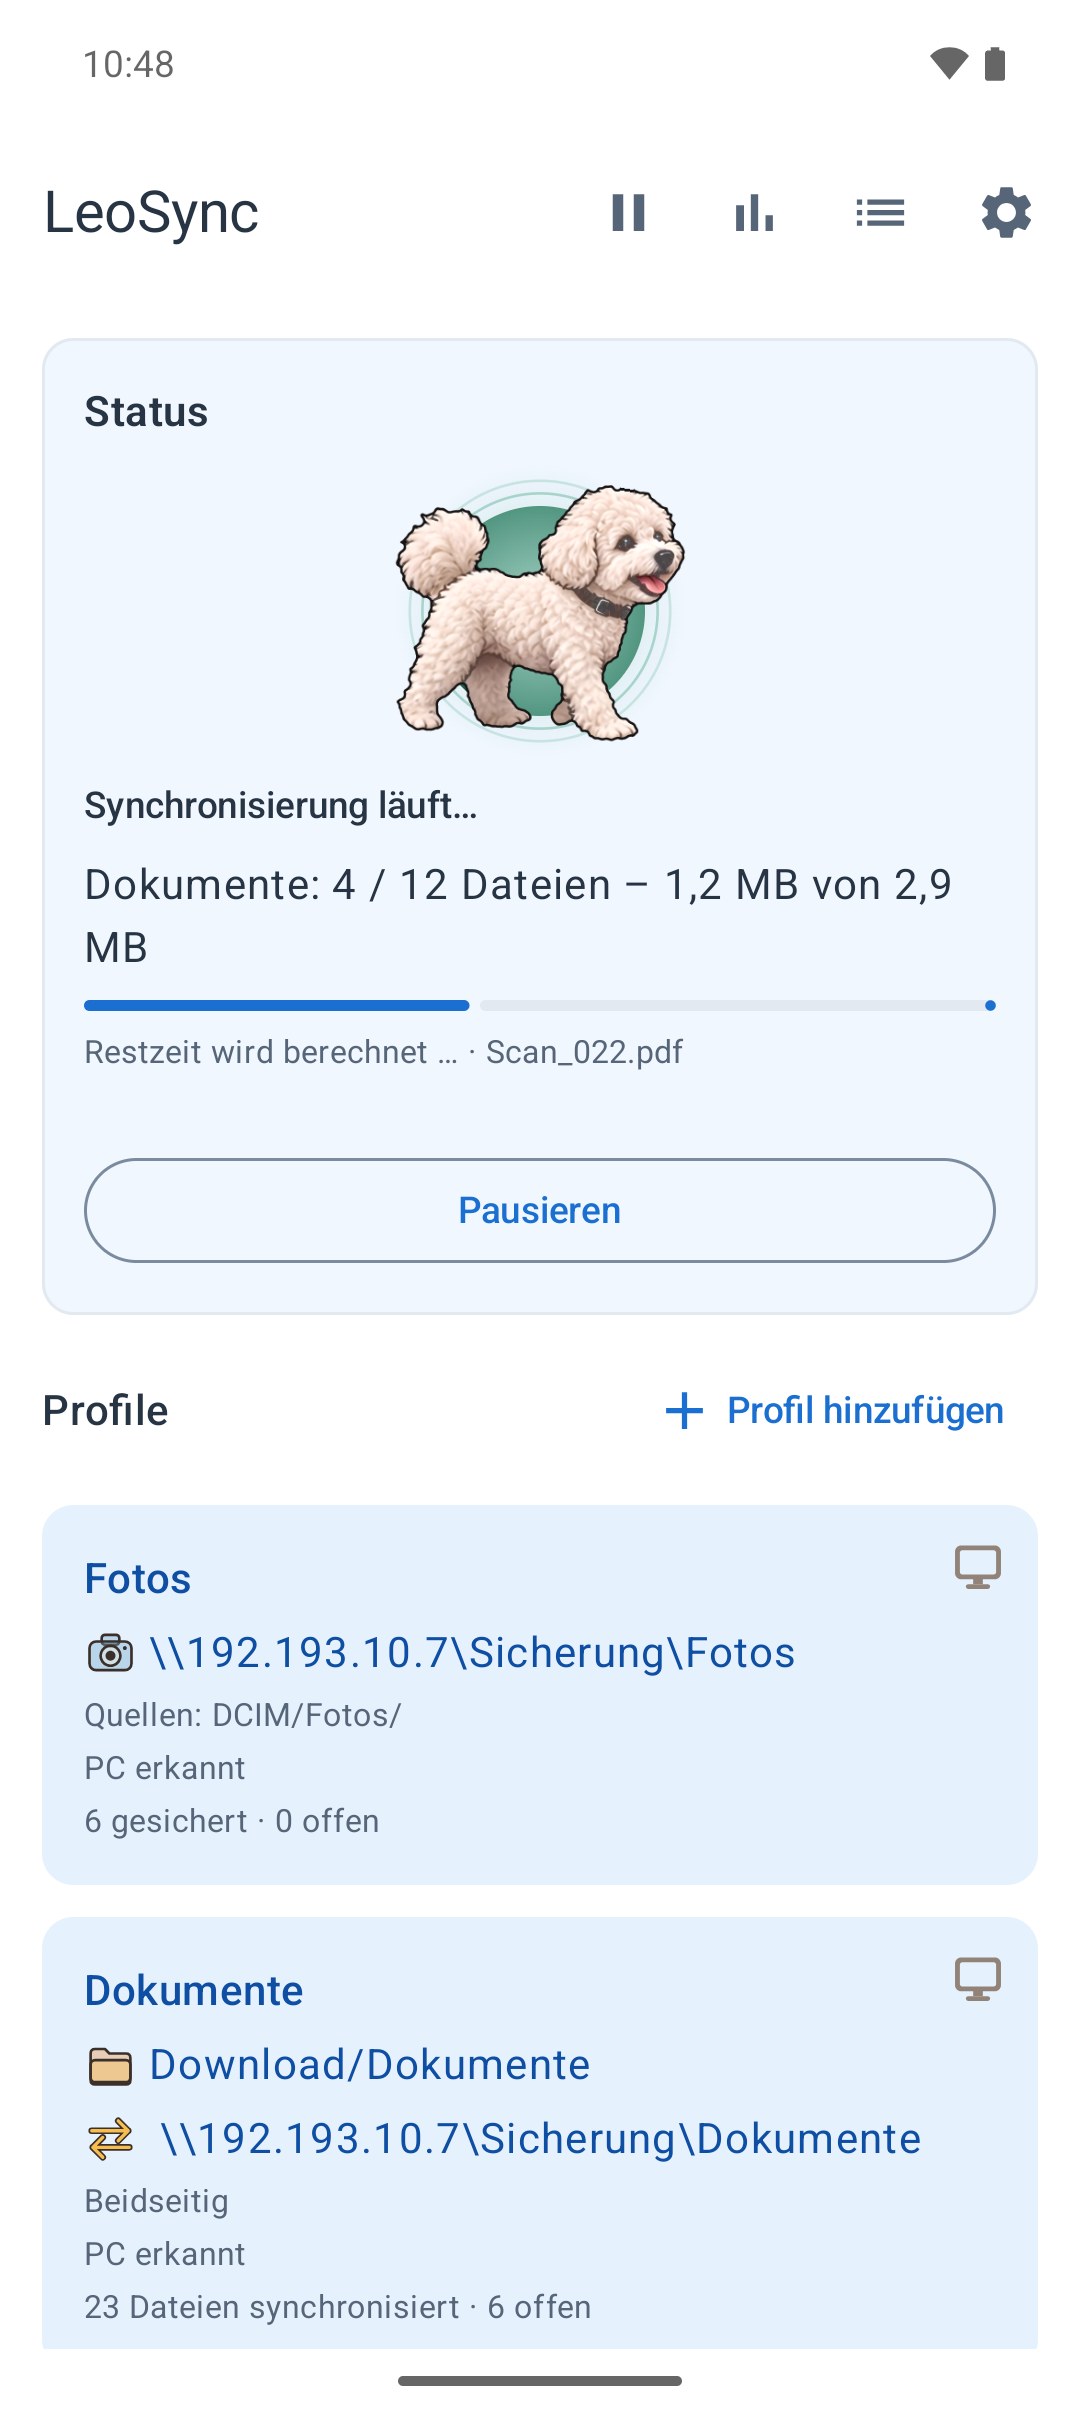 10:48
LeoSync
Status
Synchronisierung läuft…
Dokumente: 4 / 12 Dateien – 1,2 MB von 2,9
MB
Restzeit wird berechnet … · Scan_022.pdf
Pausieren
Profile
Profil hinzufügen
Fotos
\\192.193.10.7\Sicherung\Fotos
Quellen: DCIM/Fotos/
PC erkannt
6 gesichert · 0 offen
Dokumente
Download/Dokumente
\\192.193.10.7\Sicherung\Dokumente
Beidseitig
PC erkannt
23 Dateien synchronisiert · 6 offen